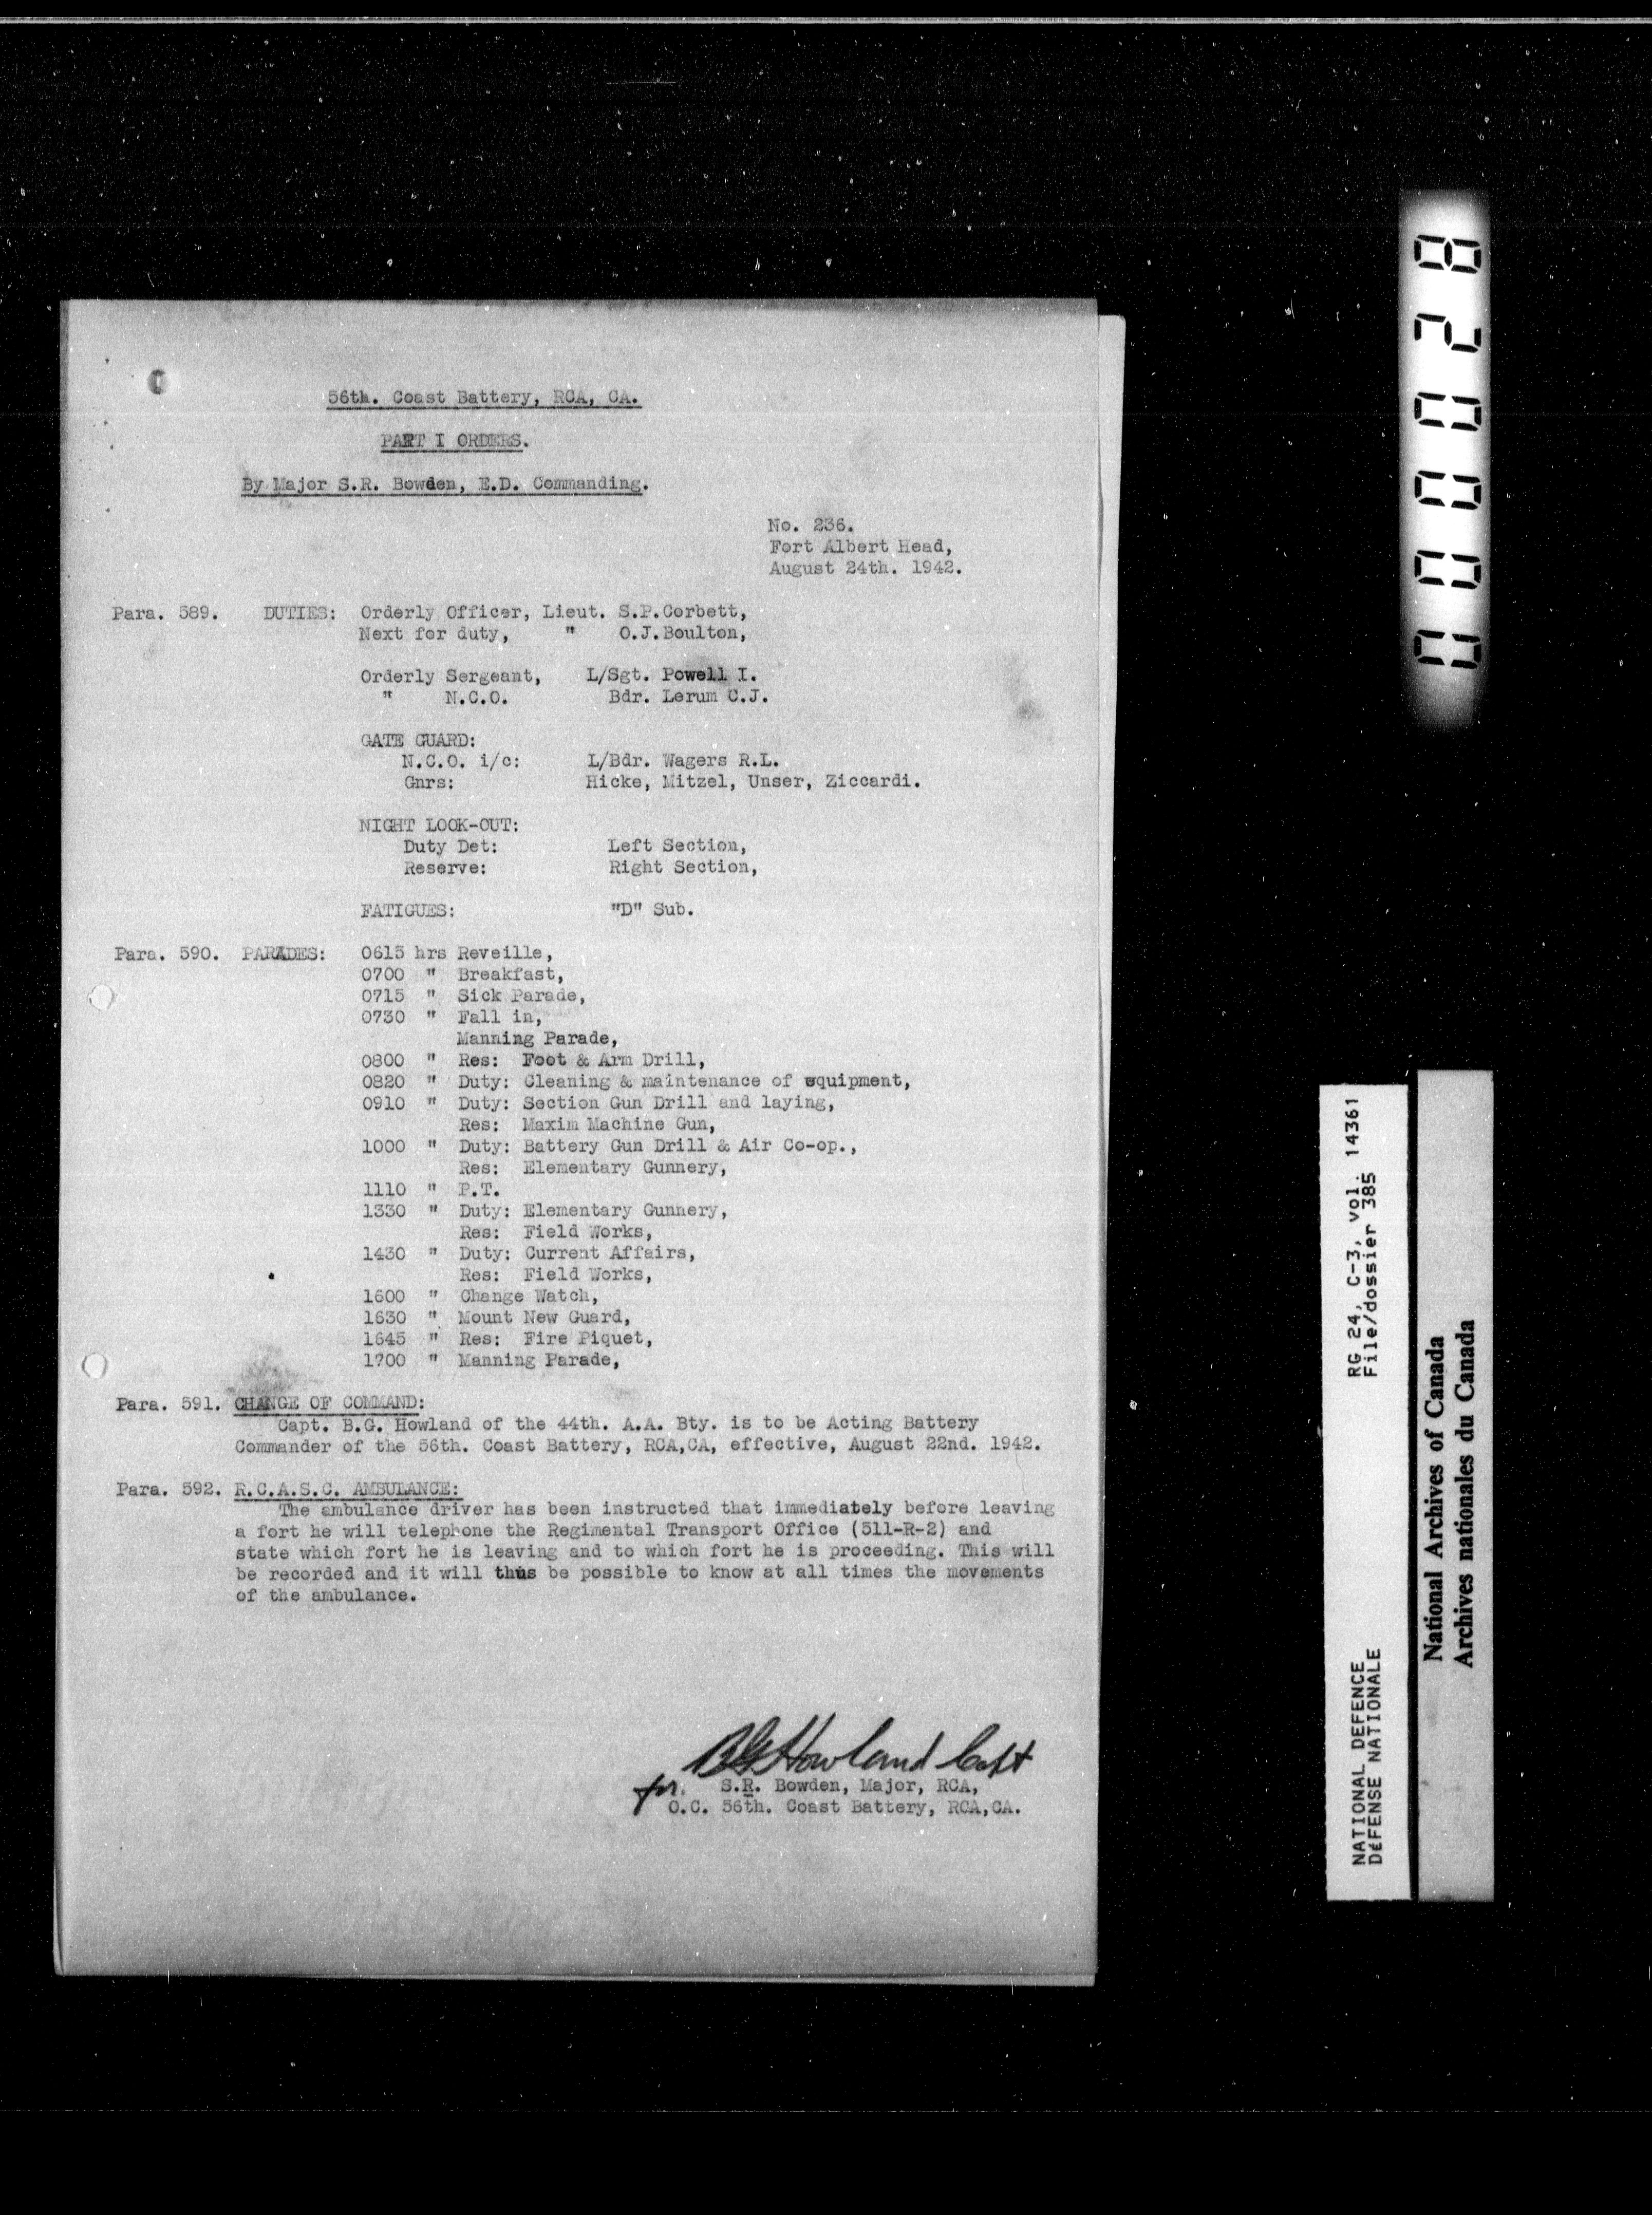 56th. Coast Battery, RCA, CA.
PART I ORDERS.
By Major S.R. Bowden, E.D. Commanding.
No. 236.
Fort Albert Head,
August 24th. 1942.
Para. 589. DUTIES: Orderly Officer, Lieut. S.P.Corbett,
Next for duty, " O.J.Boulton,
Orderly Sergeant, L/Sgt. Powell I.
" N.C.O. Bdr. Lerum C.J.
GATE GUARD:
N.C.O. i/c: L/Bdr. Wagers R.L.
Gnrs: Hicke, Mitzel, Unser, Ziccardi.
NIGHT LOOK-OUT:
Duty Det: Left Section,
Reserve: Right Section,
FATIGUES: "D" Sub.
Para. 590. PARADES: 0615 hrs Reveille,
0700 " Breakfast,
0715 " Sick Parade,
0730 " Fall in,
Manning Parade,
0800 " Res: Foot & Arm Drill,
0820 " Duty: Cleaning & maintenance of equipment,
0910 " Duty: Section Gun Drill and laying,
Res: Maxim Machine Gun,
1000 " Duty: Battery Gun Drill & Air Co-op.,
Res: Elementary Gunnery,
1110 " P.T.
1330 " Duty: Elementary Gunnery,
Res: Field Works,
1430 " Duty: Current Affairs,
Res: Field Works,
1600 " Change Watch,
1630 " Mount New Guard,
1645 " Res: Fire Piquet,
1700 " Manning Parade,
Para. 591. CHANGE OF COMMAND:
Capt. B.G. Howland of the 44th. A.A. Bty. is to be Acting Battery
Commander of the 56th. Coast Battery, RCA,CA, effective, August 22nd. 1942.
Para. 592. R.C.A.S.C. AMBULANCE:
The ambulance driver has been instructed that immediately before leaving
a fort he will telephone the Regimental Transport Office (511-R-2) and
state which fort he is leaving and to which fort he is proceeding. This will
be recorded and it will thus be possible to know at all times the movements
of the ambulance.
BGHowland Capt
for S.R. Bowden, Major, RCA,
O.C. 56th. Coast Battery, RCA,CA.
000028
RG 24, C-3, vol. 14361
File/dossier 385
NATIONAL DEFENCE
DÉFENSE NATIONALE
National Archives of Canada
Archives nationales du Canada